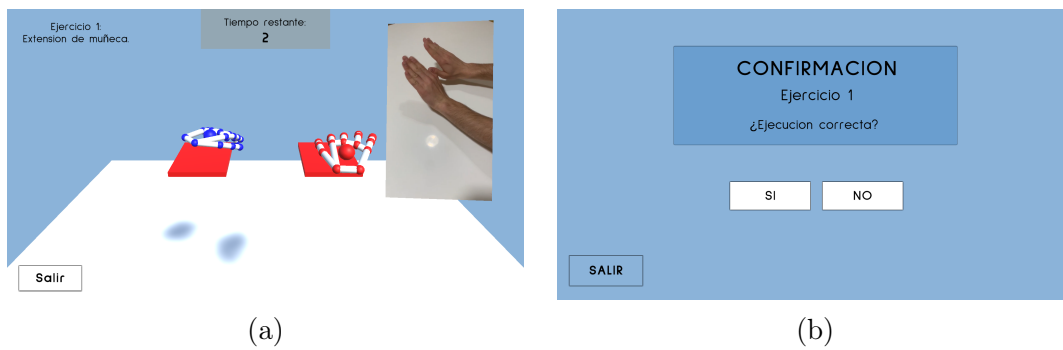 Ejercicio 1:
Extension de muñeca.
Tiempo restante:
2
Salir
(a)
CONFIRMACION
Ejercicio 1
¿Ejecucion correcta?
SI
NO
SALIR
(b)